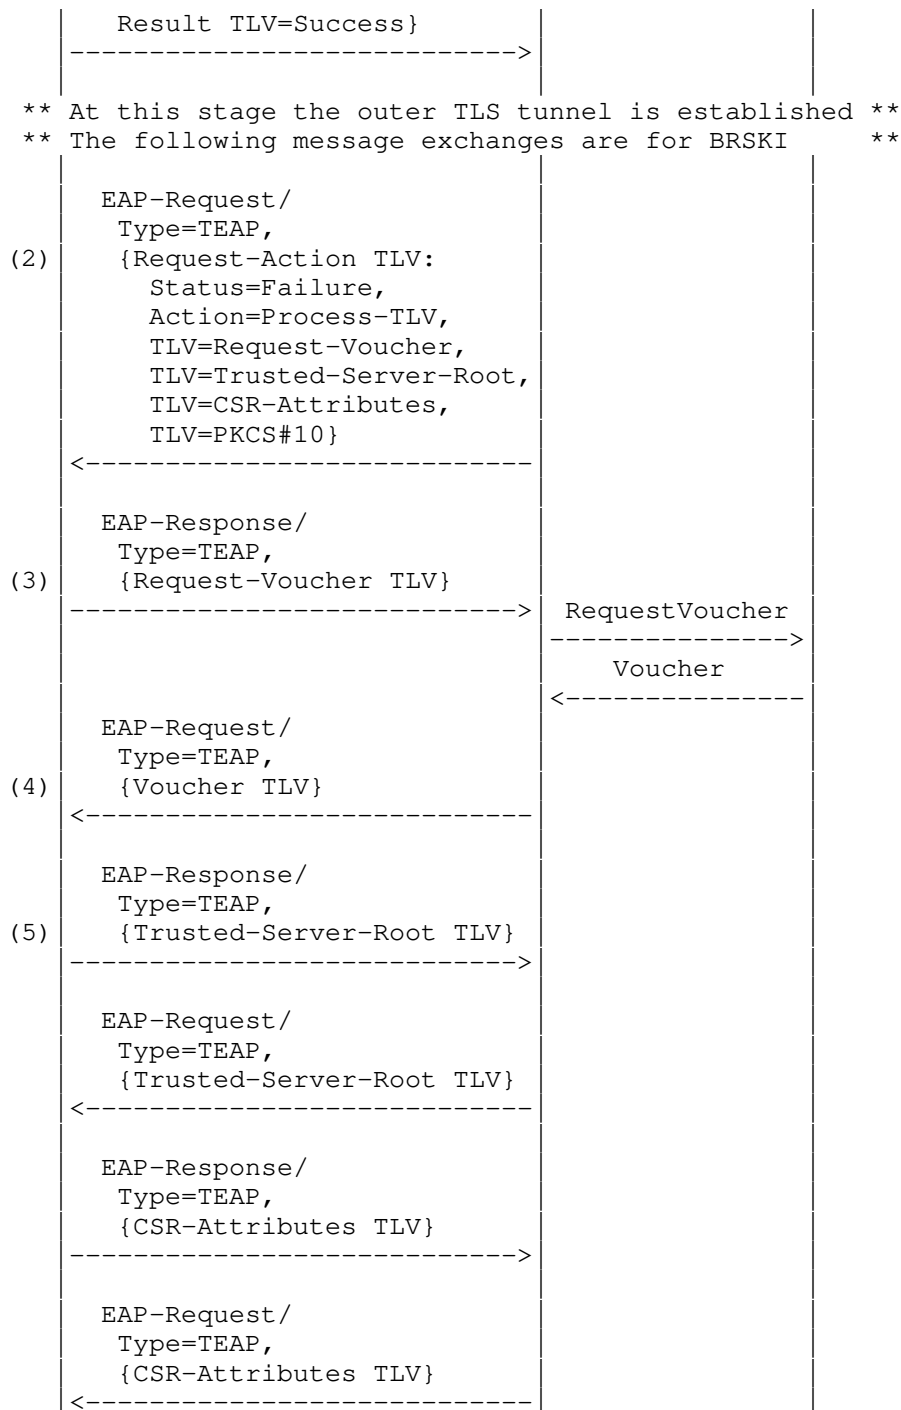 Result TLV=Success}
---------------------------->
** At this stage the outer TLS tunnel is established **
** The following message exchanges are for BRSKI **
EAP-Request/
Type=TEAP,
(2) {Request-Action TLV:
Status=Failure,
Action=Process-TLV,
TLV=Request-Voucher,
TLV=Trusted-Server-Root,
TLV=CSR-Attributes,
TLV=PKCS#10}
<----------------------------
EAP-Response/
Type=TEAP,
(3) {Request-Voucher TLV}
----------------------------> RequestVoucher
--------------->
Voucher
<---------------
EAP-Request/
Type=TEAP,
(4) {Voucher TLV}
<----------------------------
EAP-Response/
Type=TEAP,
(5) {Trusted-Server-Root TLV}
---------------------------->
EAP-Request/
Type=TEAP,
{Trusted-Server-Root TLV}
<----------------------------
EAP-Response/
Type=TEAP,
{CSR-Attributes TLV}
---------------------------->
EAP-Request/
Type=TEAP,
{CSR-Attributes TLV}
<----------------------------